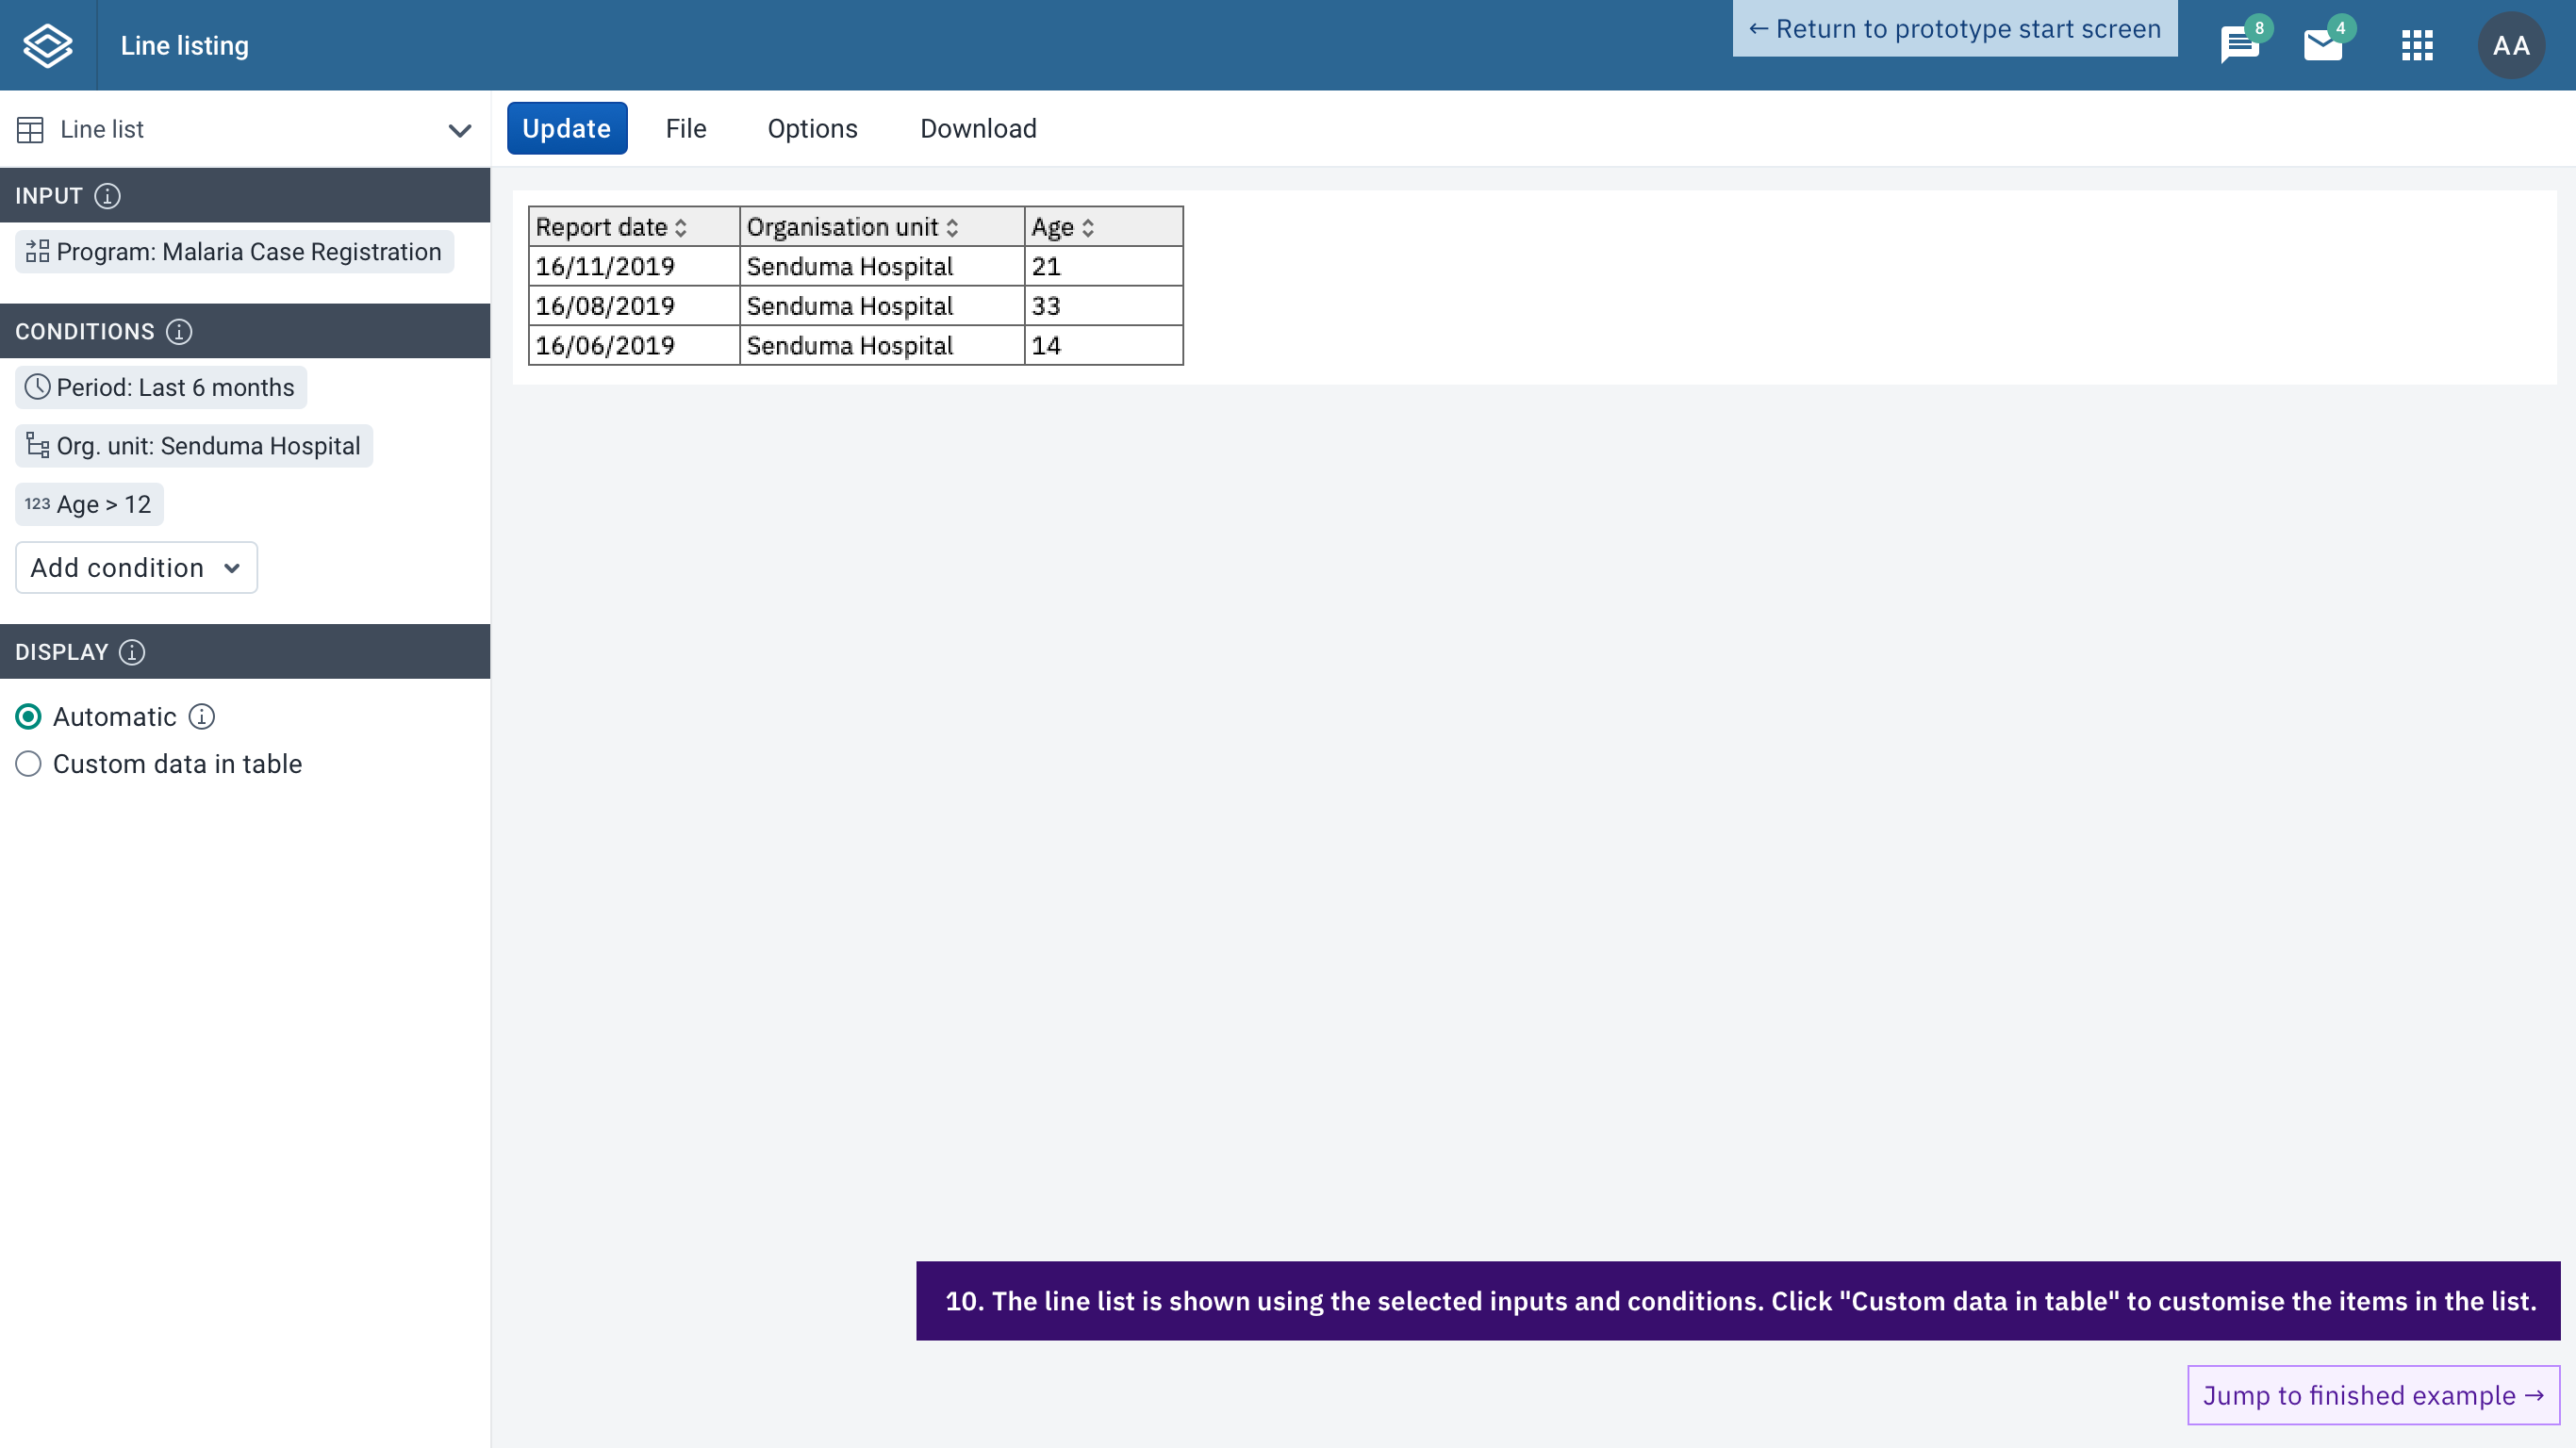 Line listing
← Return to prototype start screen
8
4
AA
Line list
Update
File
Options
Download
INPUT
Program: Malaria Case Registration
CONDITIONS
Period: Last 6 months
Org. unit: Senduma Hospital
123 Age > 12
Add condition
DISPLAY
Automatic
Custom data in table
Report date Organisation unit Age
16/11/2019 Senduma Hospital 21
16/08/2019 Senduma Hospital 33
16/06/2019 Senduma Hospital 14
10. The line list is shown using the selected inputs and conditions. Click "Custom data in table" to customise the items in the list.
Jump to finished example →